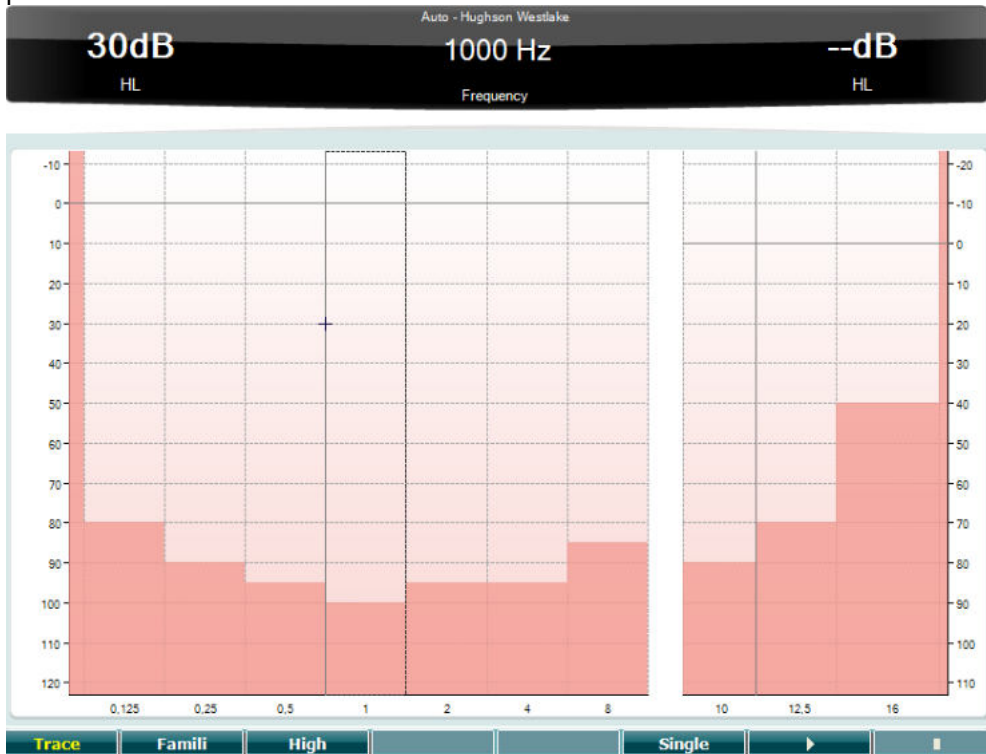 Auto - Hughson Westlake
30dB 1000 Hz --dB
HL HL
Frequency
-10 -20
0 -10
10 0
20 10
30 20
40 30
50 40
60 50
70 60
80 70
90 80
100 90
110 100
120 110
0,125 0,25 0,5 1 2 4 8 10 12,5 16
Trace Famili High Single